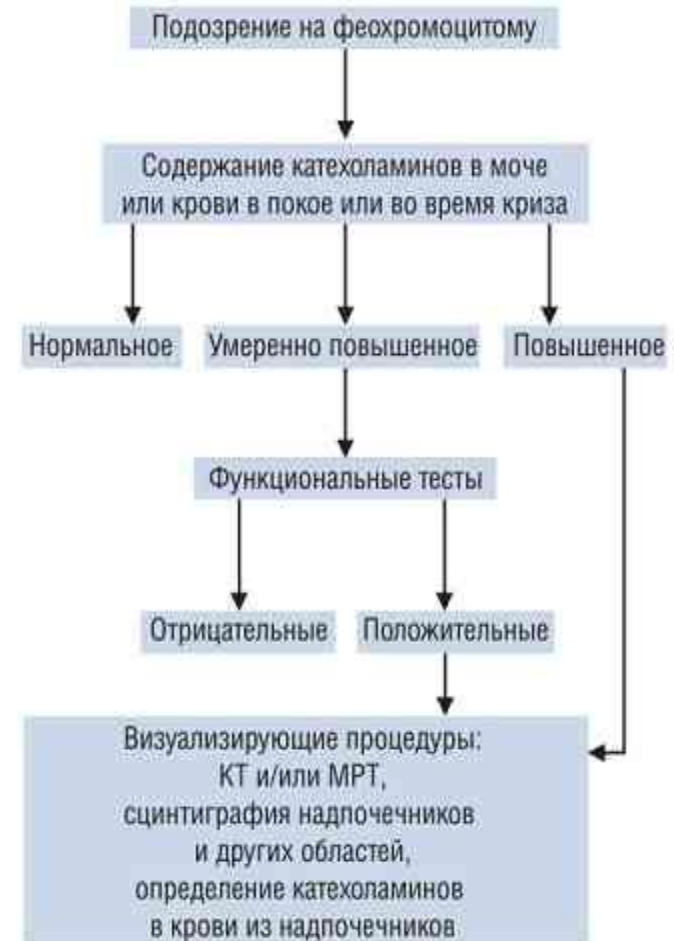 Подозрение на феохромоцитому
Содержание катехоламинов в моче
или крови в покое или во время криза
Нормальное
Умеренно повышенное
Повышенное
Функциональные тесты
Отрицательные
Положительные
Визуализирующие процедуры:
КТ и/или МРТ,
сцинтиграфия надпочечников
и других областей,
определение катехоламинов
в крови из надпочечников